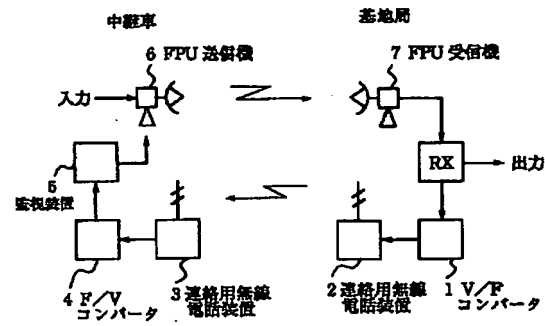 中継車
基地局
6 FPU 送信機
7 FPU 受信機
入力
RX
出力
5
監視装置
4 F/V
コンバータ
3 連絡用無線
電話装置
2 連絡用無線
電話装置
1 V/F
コンバータ